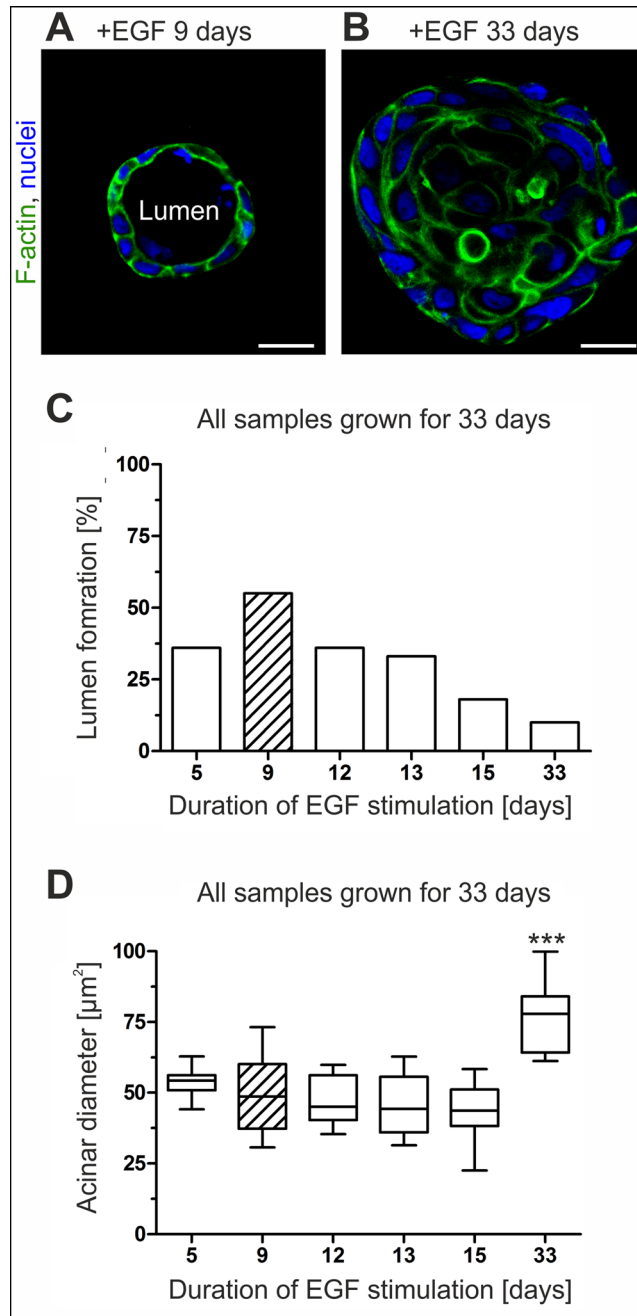 A +EGF 9 days
B +EGF 33 days
F-actin, nuclei
Lumen
C
All samples grown for 33 days
Lumen fomration [%]
100
75
50
25
0
5 9 12 13 15 33
Duration of EGF stimulation [days]
D
All samples grown for 33 days
Acinar diameter [µm²]
***
100
75
50
25
0
5 9 12 13 15 33
Duration of EGF stimulation [days]